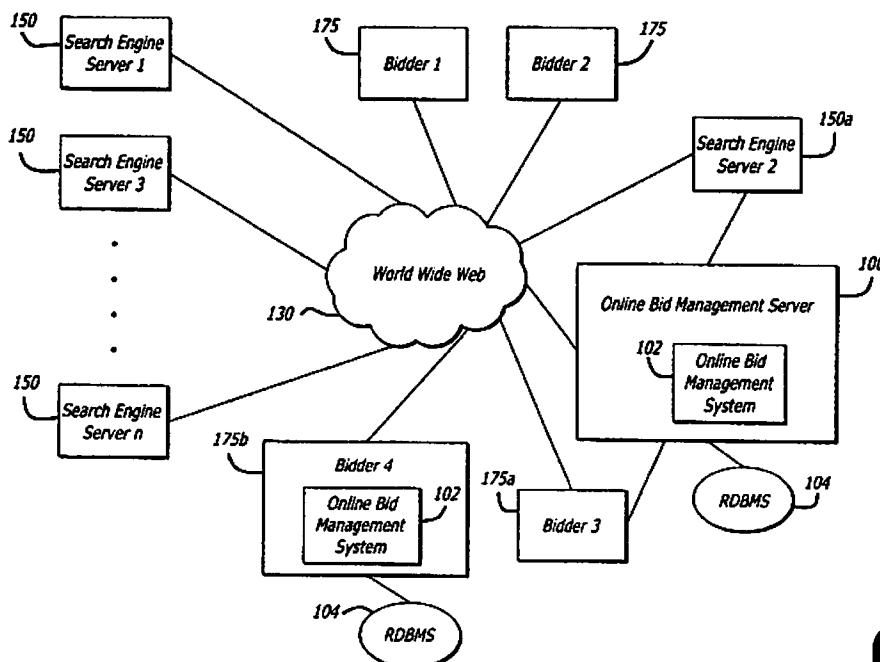 150
Search Engine
Server 1
175
Bidder 1
Bidder 2
175
150
Search Engine
Server 3
Search Engine
Server 2
150a
World Wide Web
130
Online Bid Management Server
102
Online Bid
Management
System
150
Search Engine
Server n
175b
Bidder 4
Online Bid
Management
System
102
175a
Bidder 3
RDBMS
104
104
RDBMS